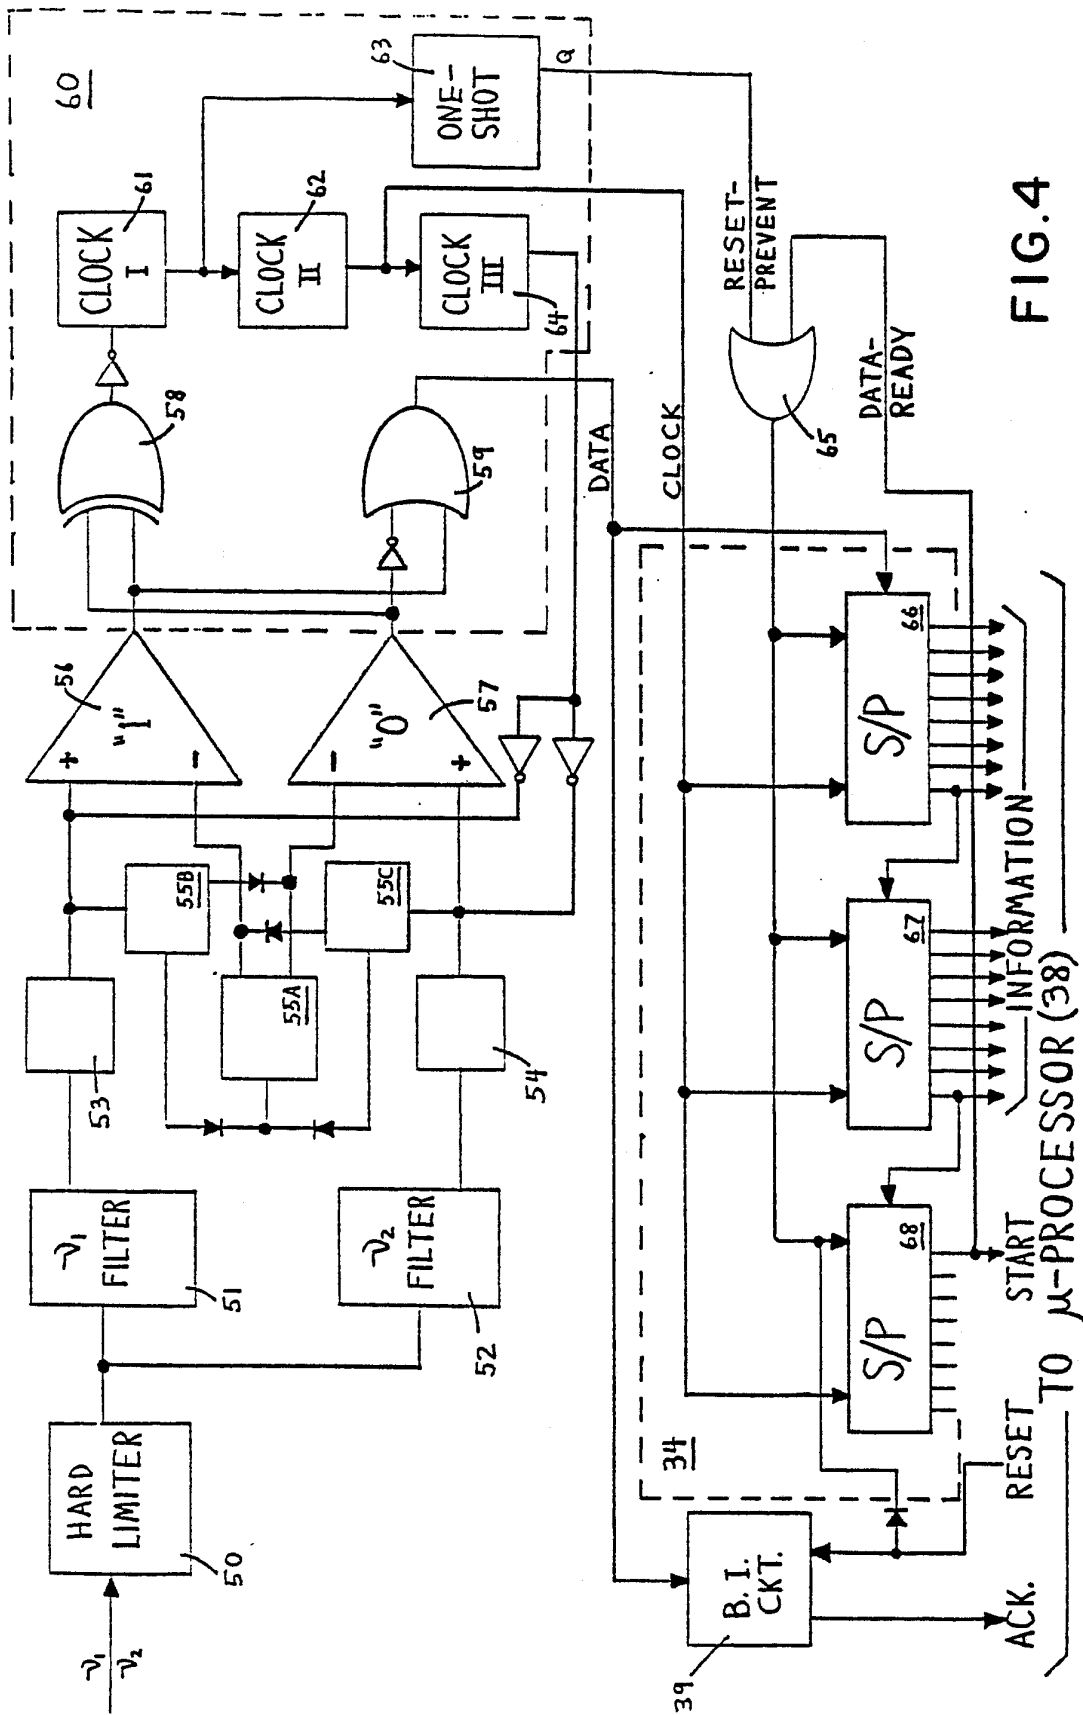 ν₁
ν₂
HARD
LIMITER
50
ν₁
FILTER
51
ν₂
FILTER
52
53
54
55A
55B
55C
+
"1"
-
56
-
"0"
+
57
58
59
60
CLOCK
I
61
CLOCK
II
62
CLOCK
III
64
ONE-
SHOT
63
Q
DATA
CLOCK
RESET-
PREVENT
65
DATA-
READY
34
B. I.
CKT.
39
S/P
68
S/P
67
S/P
66
ACK.
RESET
START
INFORMATION
TO μ-PROCESSOR (38)
FIG.4